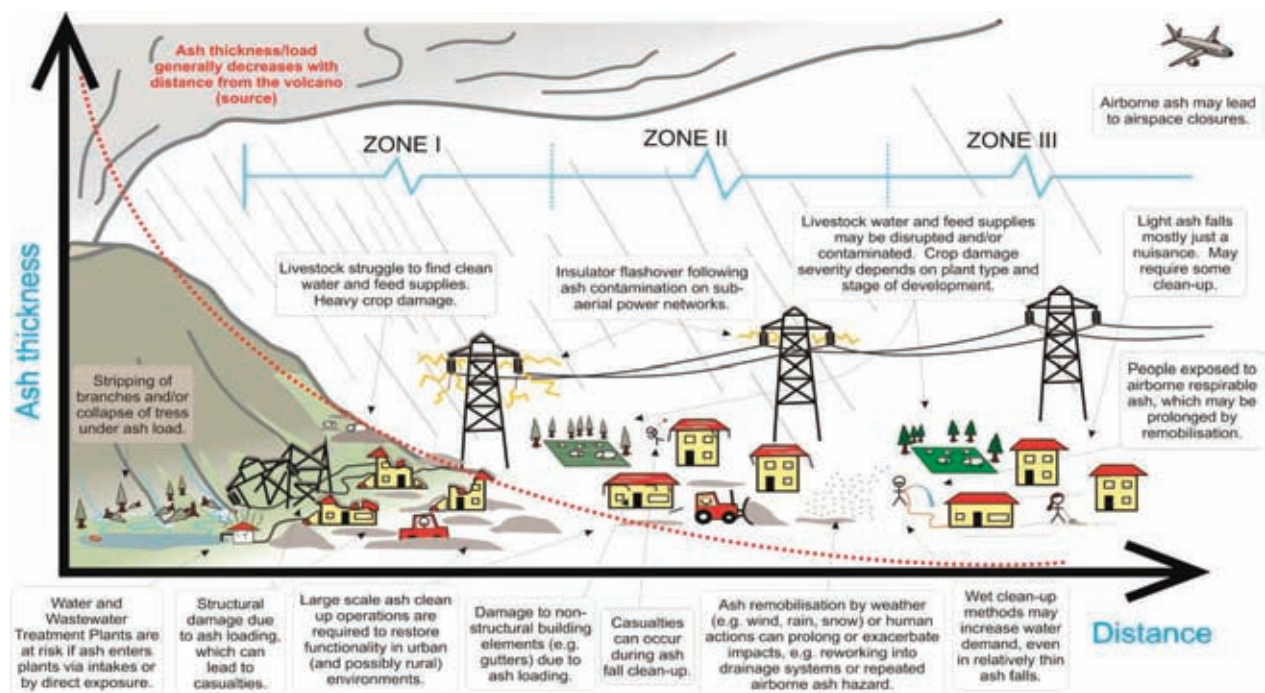 Ash thickness/load
generally decreases with
distance from the volcano
(source)
Airborne ash may lead
to airspace closures.
ZONE I
ZONE II
ZONE III
Livestock struggle to find clean
water and feed supplies.
Heavy crop damage.
Insulator flashover following
ash contamination on sub-
aerial power networks.
Livestock water and feed supplies
may be disrupted and/or
contaminated. Crop damage
severity depends on plant type and
stage of development.
Light ash falls
mostly just a
nuisance. May
require some
clean-up.
Ash thickness
Stripping of
branches and/or
collapse of tress
under ash load.
People exposed to
airborne respirable
ash, which may be
prolonged by
remobilisation.
Water and
Wastewater
Treatment Plants are
at risk if ash enters
plants via intakes or
by direct exposure.
Structural
damage due
to ash loading,
which can
lead to
casualties.
Large scale ash clean
up operations are
required to restore
functionality in urban
(and possibly rural)
environments.
Damage to non-
structural building
elements (e.g.
gutters) due to
ash loading.
Casualties
can occur
during ash
fall clean-up.
Ash remobilisation by weather
(e.g. wind, rain, snow) or human
actions can prolong or exacerbate
impacts, e.g. reworking into
drainage systems or repeated
airborne ash hazard.
Wet clean-up
methods may
increase water
demand, even
in relatively thin
ash falls.
Distance